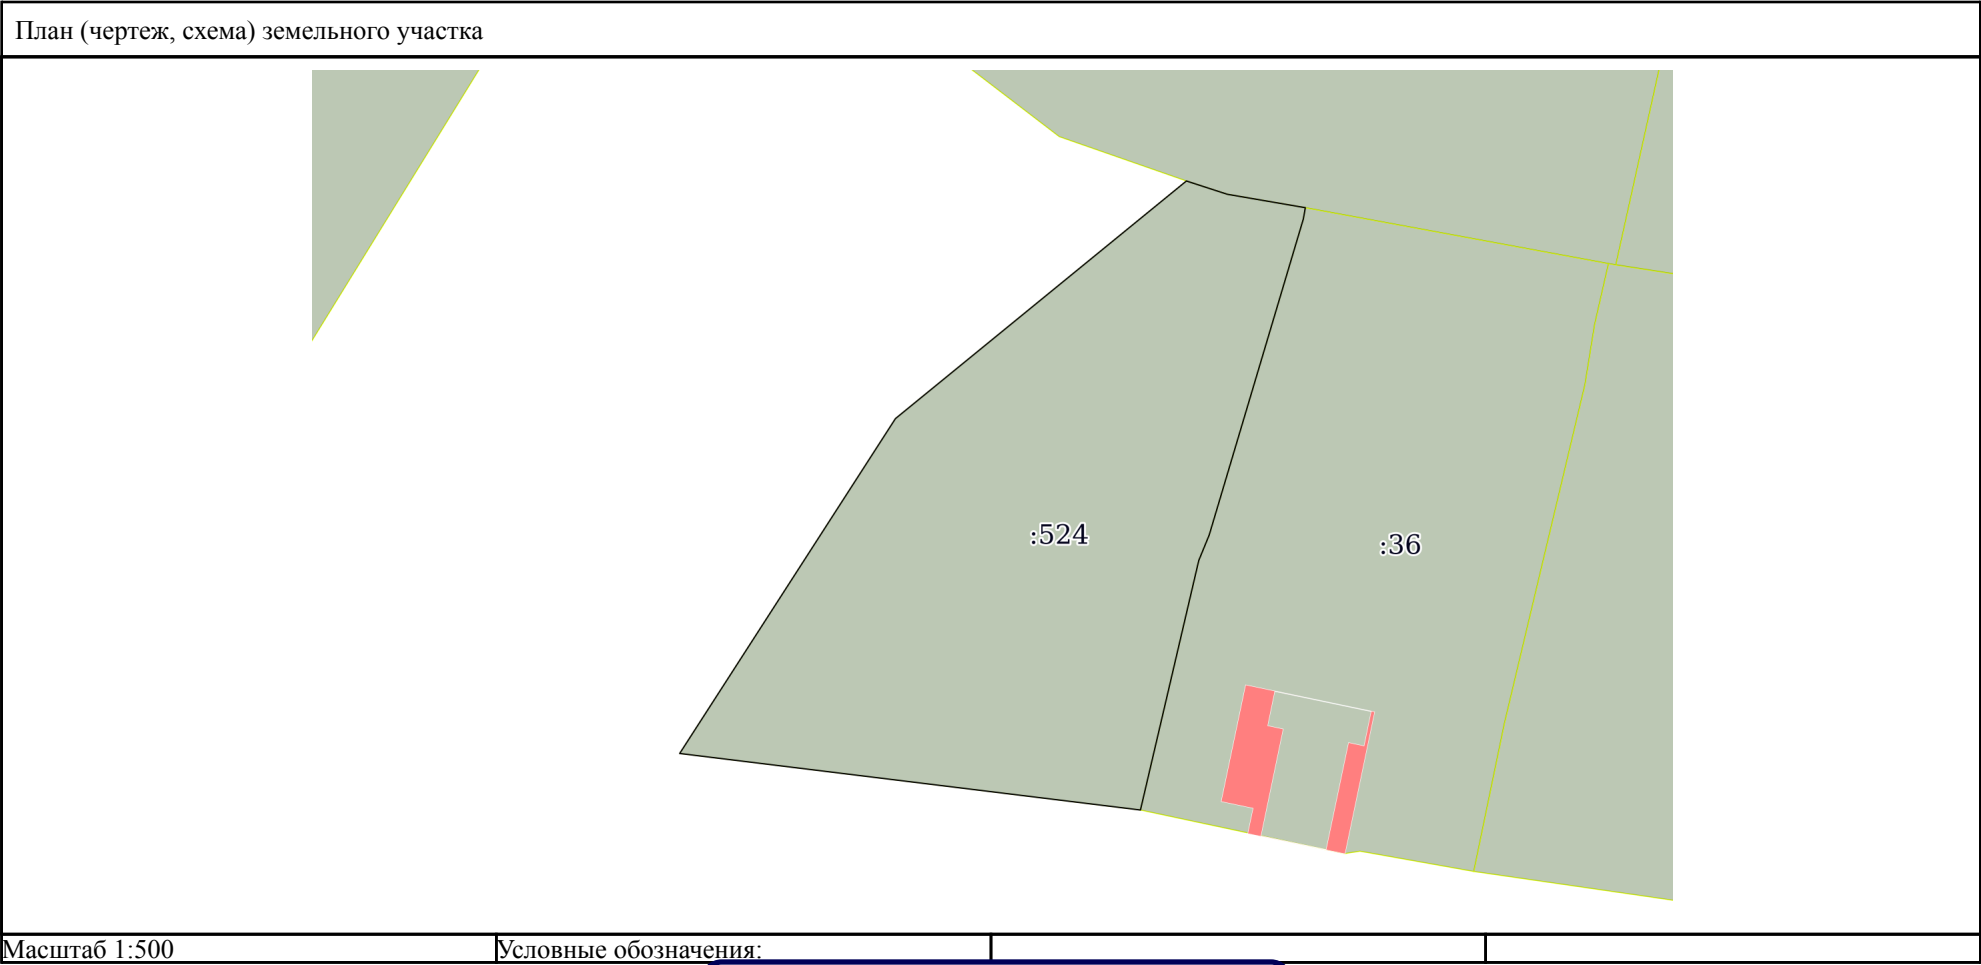 План (чертеж, схема) земельного участка
:524
:36
Масштаб 1:500
Условные обозначения: